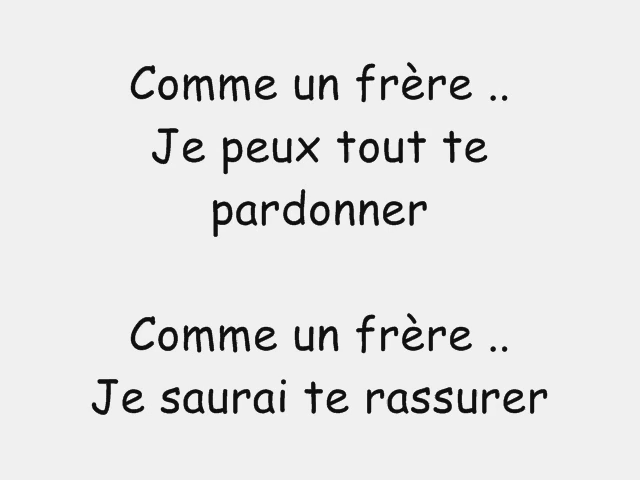 Comme un frère ..
Je peux tout te
pardonner
Comme un frère ..
Je saurai te rassurer